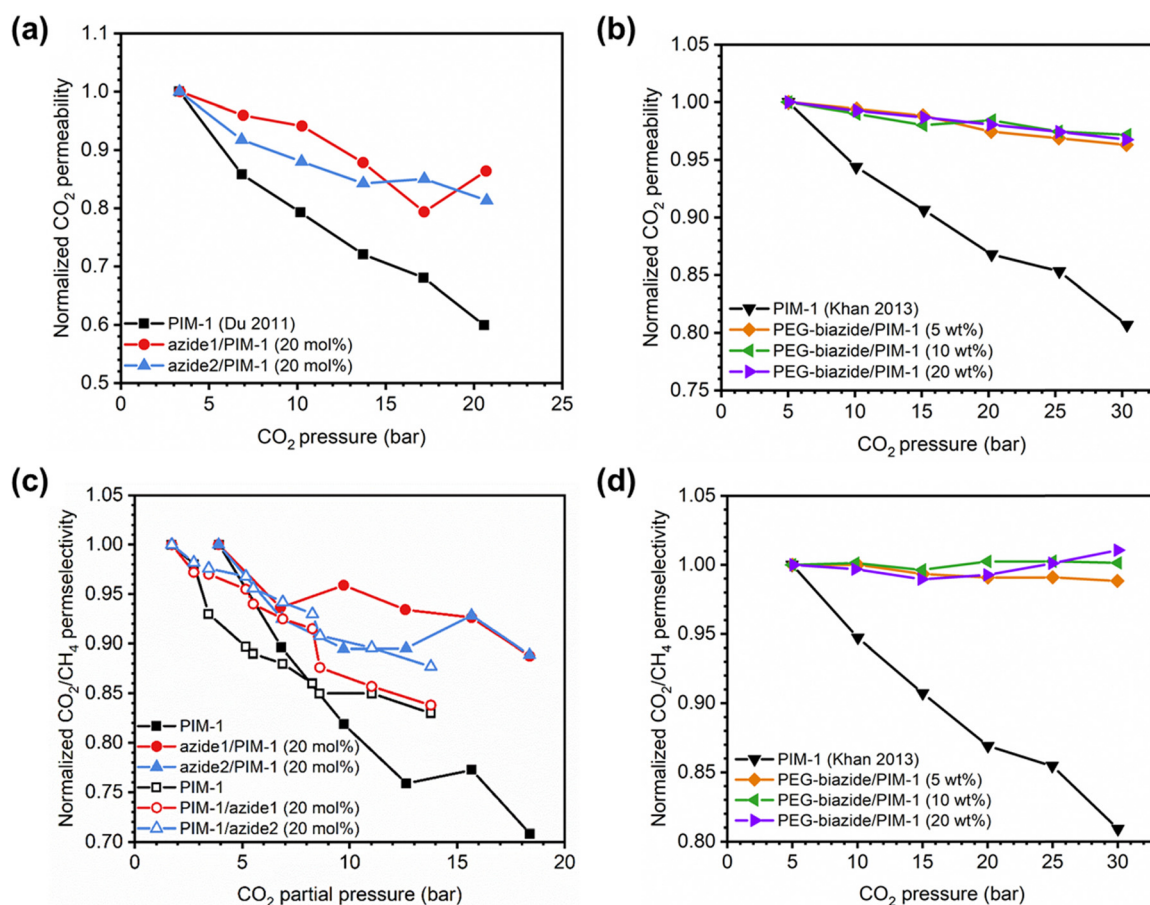 (a)
1.1
1.0
0.9
0.8
0.7
0.6
0.5
Normalized CO2 permeability
PIM-1 (Du 2011)
azide1/PIM-1 (20 mol%)
azide2/PIM-1 (20 mol%)
0 5 10 15 20 25
CO2 pressure (bar)
(b)
1.05
1.00
0.95
0.90
0.85
0.80
0.75
Normalized CO2 permeability
PIM-1 (Khan 2013)
PEG-biazide/PIM-1 (5 wt%)
PEG-biazide/PIM-1 (10 wt%)
PEG-biazide/PIM-1 (20 wt%)
0 5 10 15 20 25 30
CO2 pressure (bar)
(c)
1.05
1.00
0.95
0.90
0.85
0.80
0.75
0.70
Normalized CO2/CH4 permselectivity
PIM-1
azide1/PIM-1 (20 mol%)
azide2/PIM-1 (20 mol%)
PIM-1
PIM-1/azide1 (20 mol%)
PIM-1/azide2 (20 mol%)
0 5 10 15 20
CO2 partial pressure (bar)
(d)
1.05
1.00
0.95
0.90
0.85
0.80
Normalized CO2/CH4 permselectivity
PIM-1 (Khan 2013)
PEG-biazide/PIM-1 (5 wt%)
PEG-biazide/PIM-1 (10 wt%)
PEG-biazide/PIM-1 (20 wt%)
0 5 10 15 20 25 30
CO2 pressure (bar)